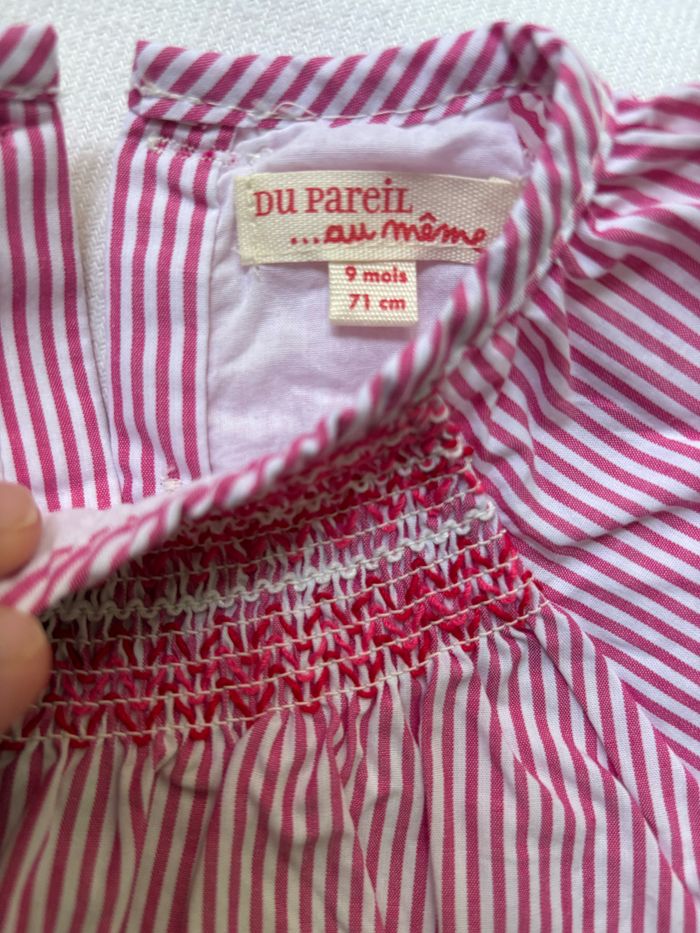 DU PAREIL
...au même
9 mois
71 cm